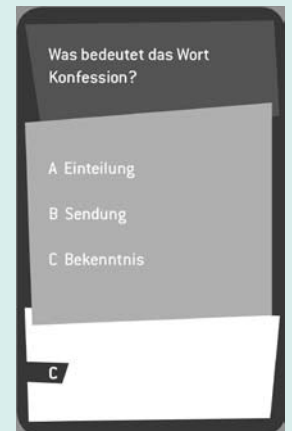 Was bedeutet das Wort
Konfession?
A Einteilung
B Sendung
C Bekenntnis
C